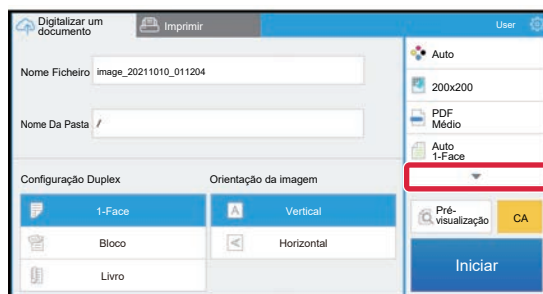 Digitalizar um
documento
Imprimir
User
Nome Ficheiro
image_20211010_011204
Nome Da Pasta
/
Configuração Duplex
1-Face
Bloco
Livro
Orientação da imagem
A
Vertical
A
Horizontal
Auto
200x200
PDF
Médio
Auto
1-Face
Pré-
visualização
CA
Iniciar